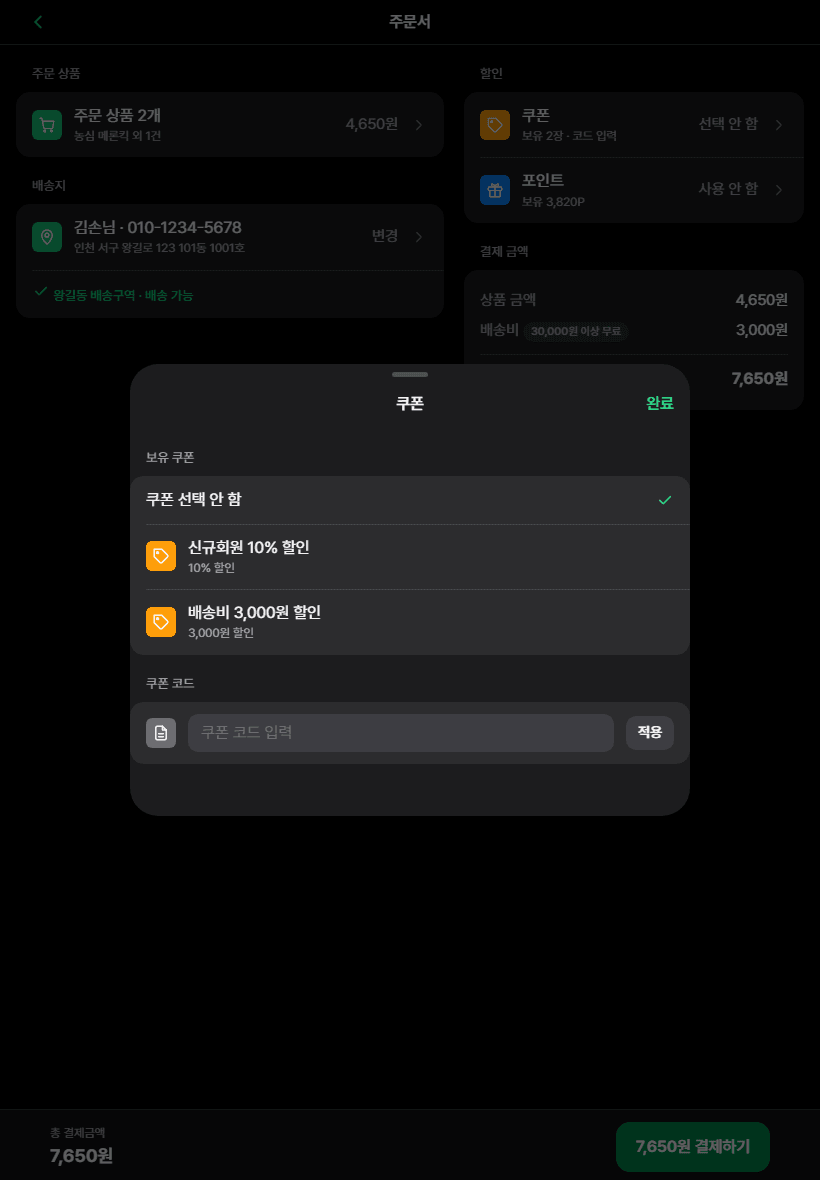 주문서
주문 상품
주문 상품 2개
농심 메론킥 외 1건
4,650원
배송지
김손님 · 010-1234-5678
인천 서구 왕길로 123 101동 1001호
변경
왕길동 배송구역 · 배송 가능
할인
쿠폰
보유 2장 · 코드 입력
선택 안 함
포인트
보유 3,820P
사용 안 함
결제 금액
상품 금액 4,650원
배송비 30,000원 이상 무료 3,000원
7,650원
쿠폰
완료
보유 쿠폰
쿠폰 선택 안 함
신규회원 10% 할인
10% 할인
배송비 3,000원 할인
3,000원 할인
쿠폰 코드
쿠폰 코드 입력
적용
총 결제금액
7,650원
7,650원 결제하기